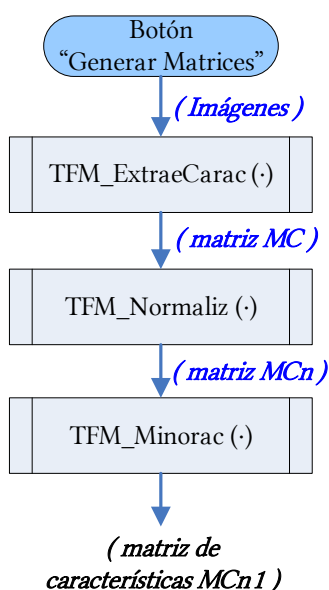 Botón
“Generar Matrices”
( Imágenes )
TFM_ExtraeCarac (·)
( matriz MC )
TFM_Normaliz (·)
( matriz MCn )
TFM_Minorac (·)
( matriz de
características MCn1 )